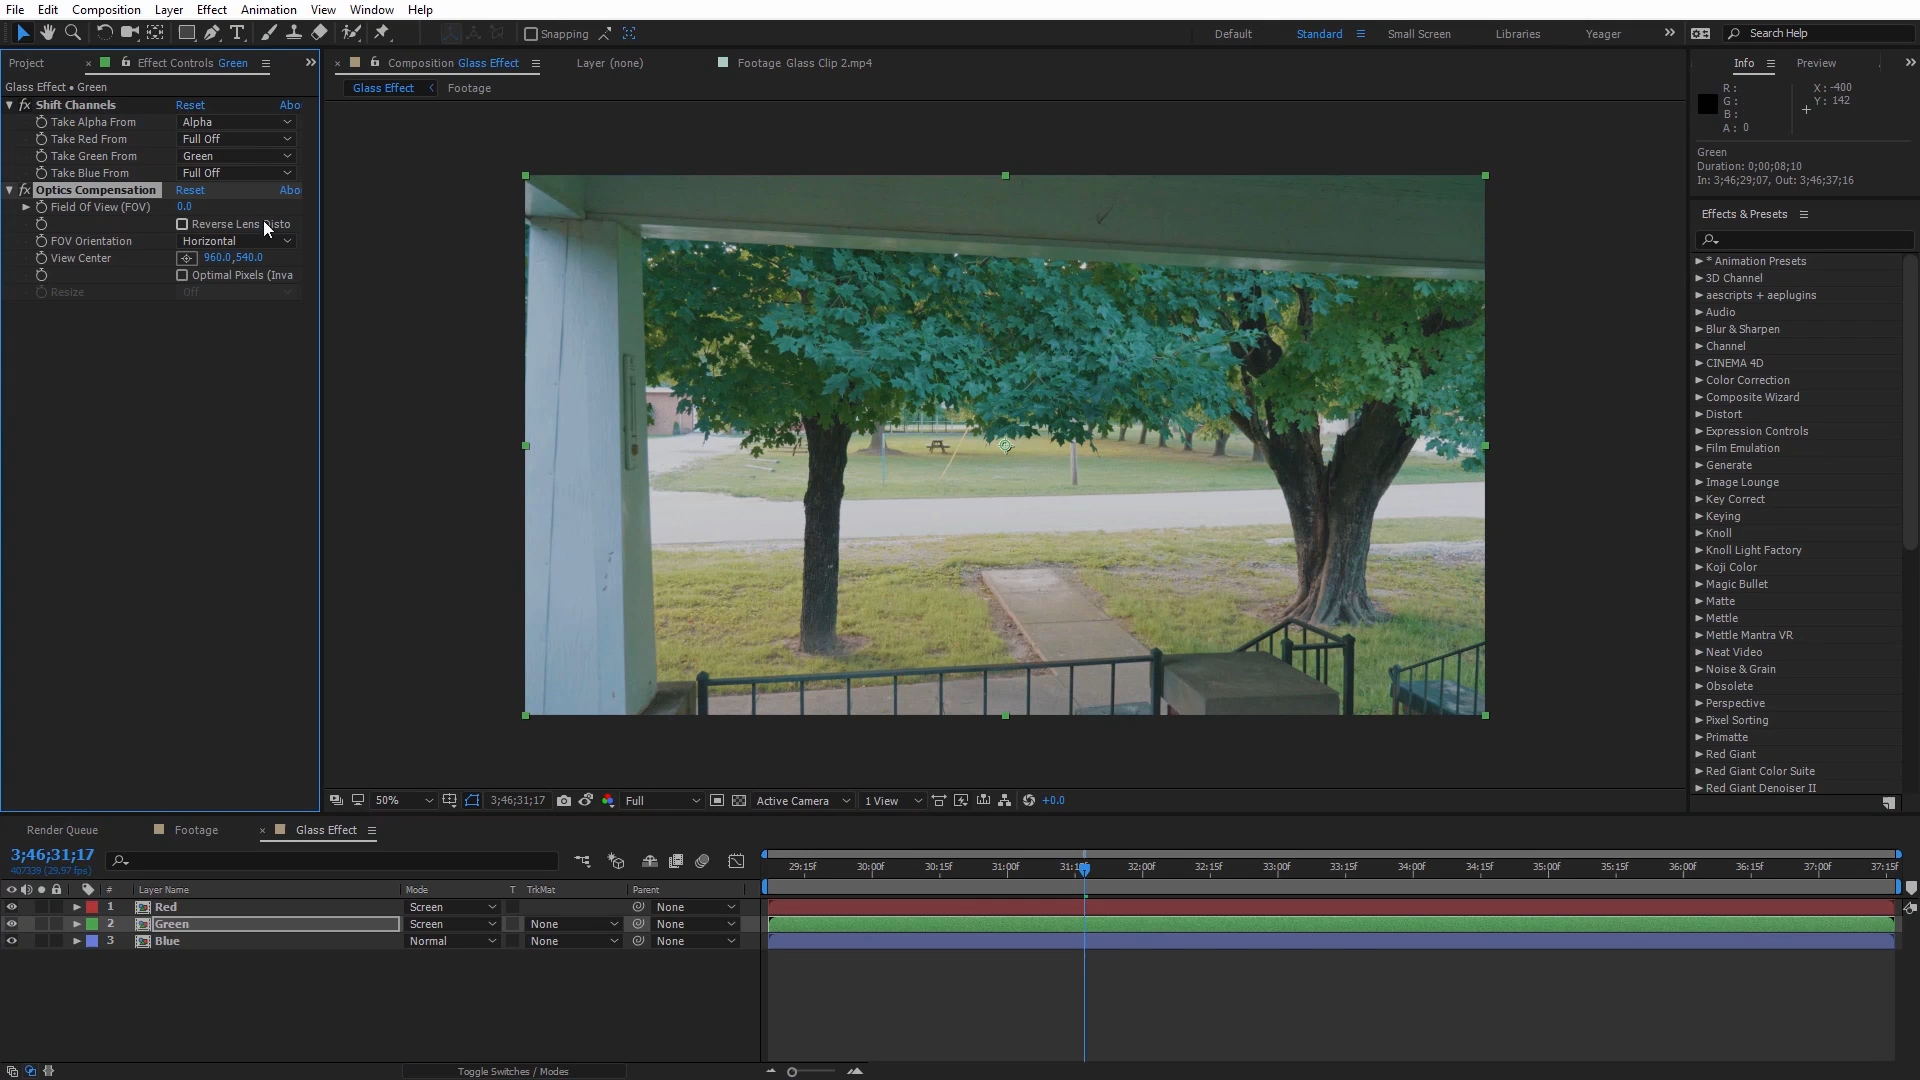 File Edit Composition Layer Effect Animation View Window Help
Snapping Default Standard Small Screen Libraries Yeager Search Help
Project Effect Controls Green
Glass Effect • Green
Shift Channels Reset Abo
Take Alpha From Alpha
Take Red From Full Off
Take Green From Green
Take Blue From Full Off
Optics Compensation Reset Abo
Field Of View (FOV) 0.0
Reverse Lens Disto
FOV Orientation Horizontal
View Center 960.0,540.0
Optimal Pixels (Inva
Resize Off
Composition Glass Effect Layer (none) Footage Glass Clip 2.mp4
Glass Effect Footage
50% 3;46;31;17 Full Active Camera 1 View +0.0
Info Preview
R : X : -400
G : Y : 142
B :
A : 0
Green
Duration: 0;00;08;10
In: 3;46;29;07, Out: 3;46;37;16
Effects & Presets
* Animation Presets
3D Channel
aescripts + aeplugins
Audio
Blur & Sharpen
Channel
CINEMA 4D
Color Correction
Composite Wizard
Distort
Expression Controls
Film Emulation
Generate
Image Lounge
Key Correct
Keying
Knoll
Knoll Light Factory
Koji Color
Magic Bullet
Matte
Mettle
Mettle Mantra VR
Neat Video
Noise & Grain
Obsolete
Perspective
Pixel Sorting
Primatte
Red Giant
Red Giant Color Suite
Red Giant Denoiser II
Render Queue Footage Glass Effect
3;46;31;17
407339 (29.97 fps)
29:15f 30:00f 30:15f 31:00f 31:15f 32:00f 32:15f 33:00f 33:15f 34:00f 34:15f 35:00f 35:15f 36:00f 36:15f 37:00f 37:15f
# Layer Name Mode T TrkMat Parent
1 Red Screen None
2 Green Screen None None
3 Blue Normal None None
Toggle Switches / Modes